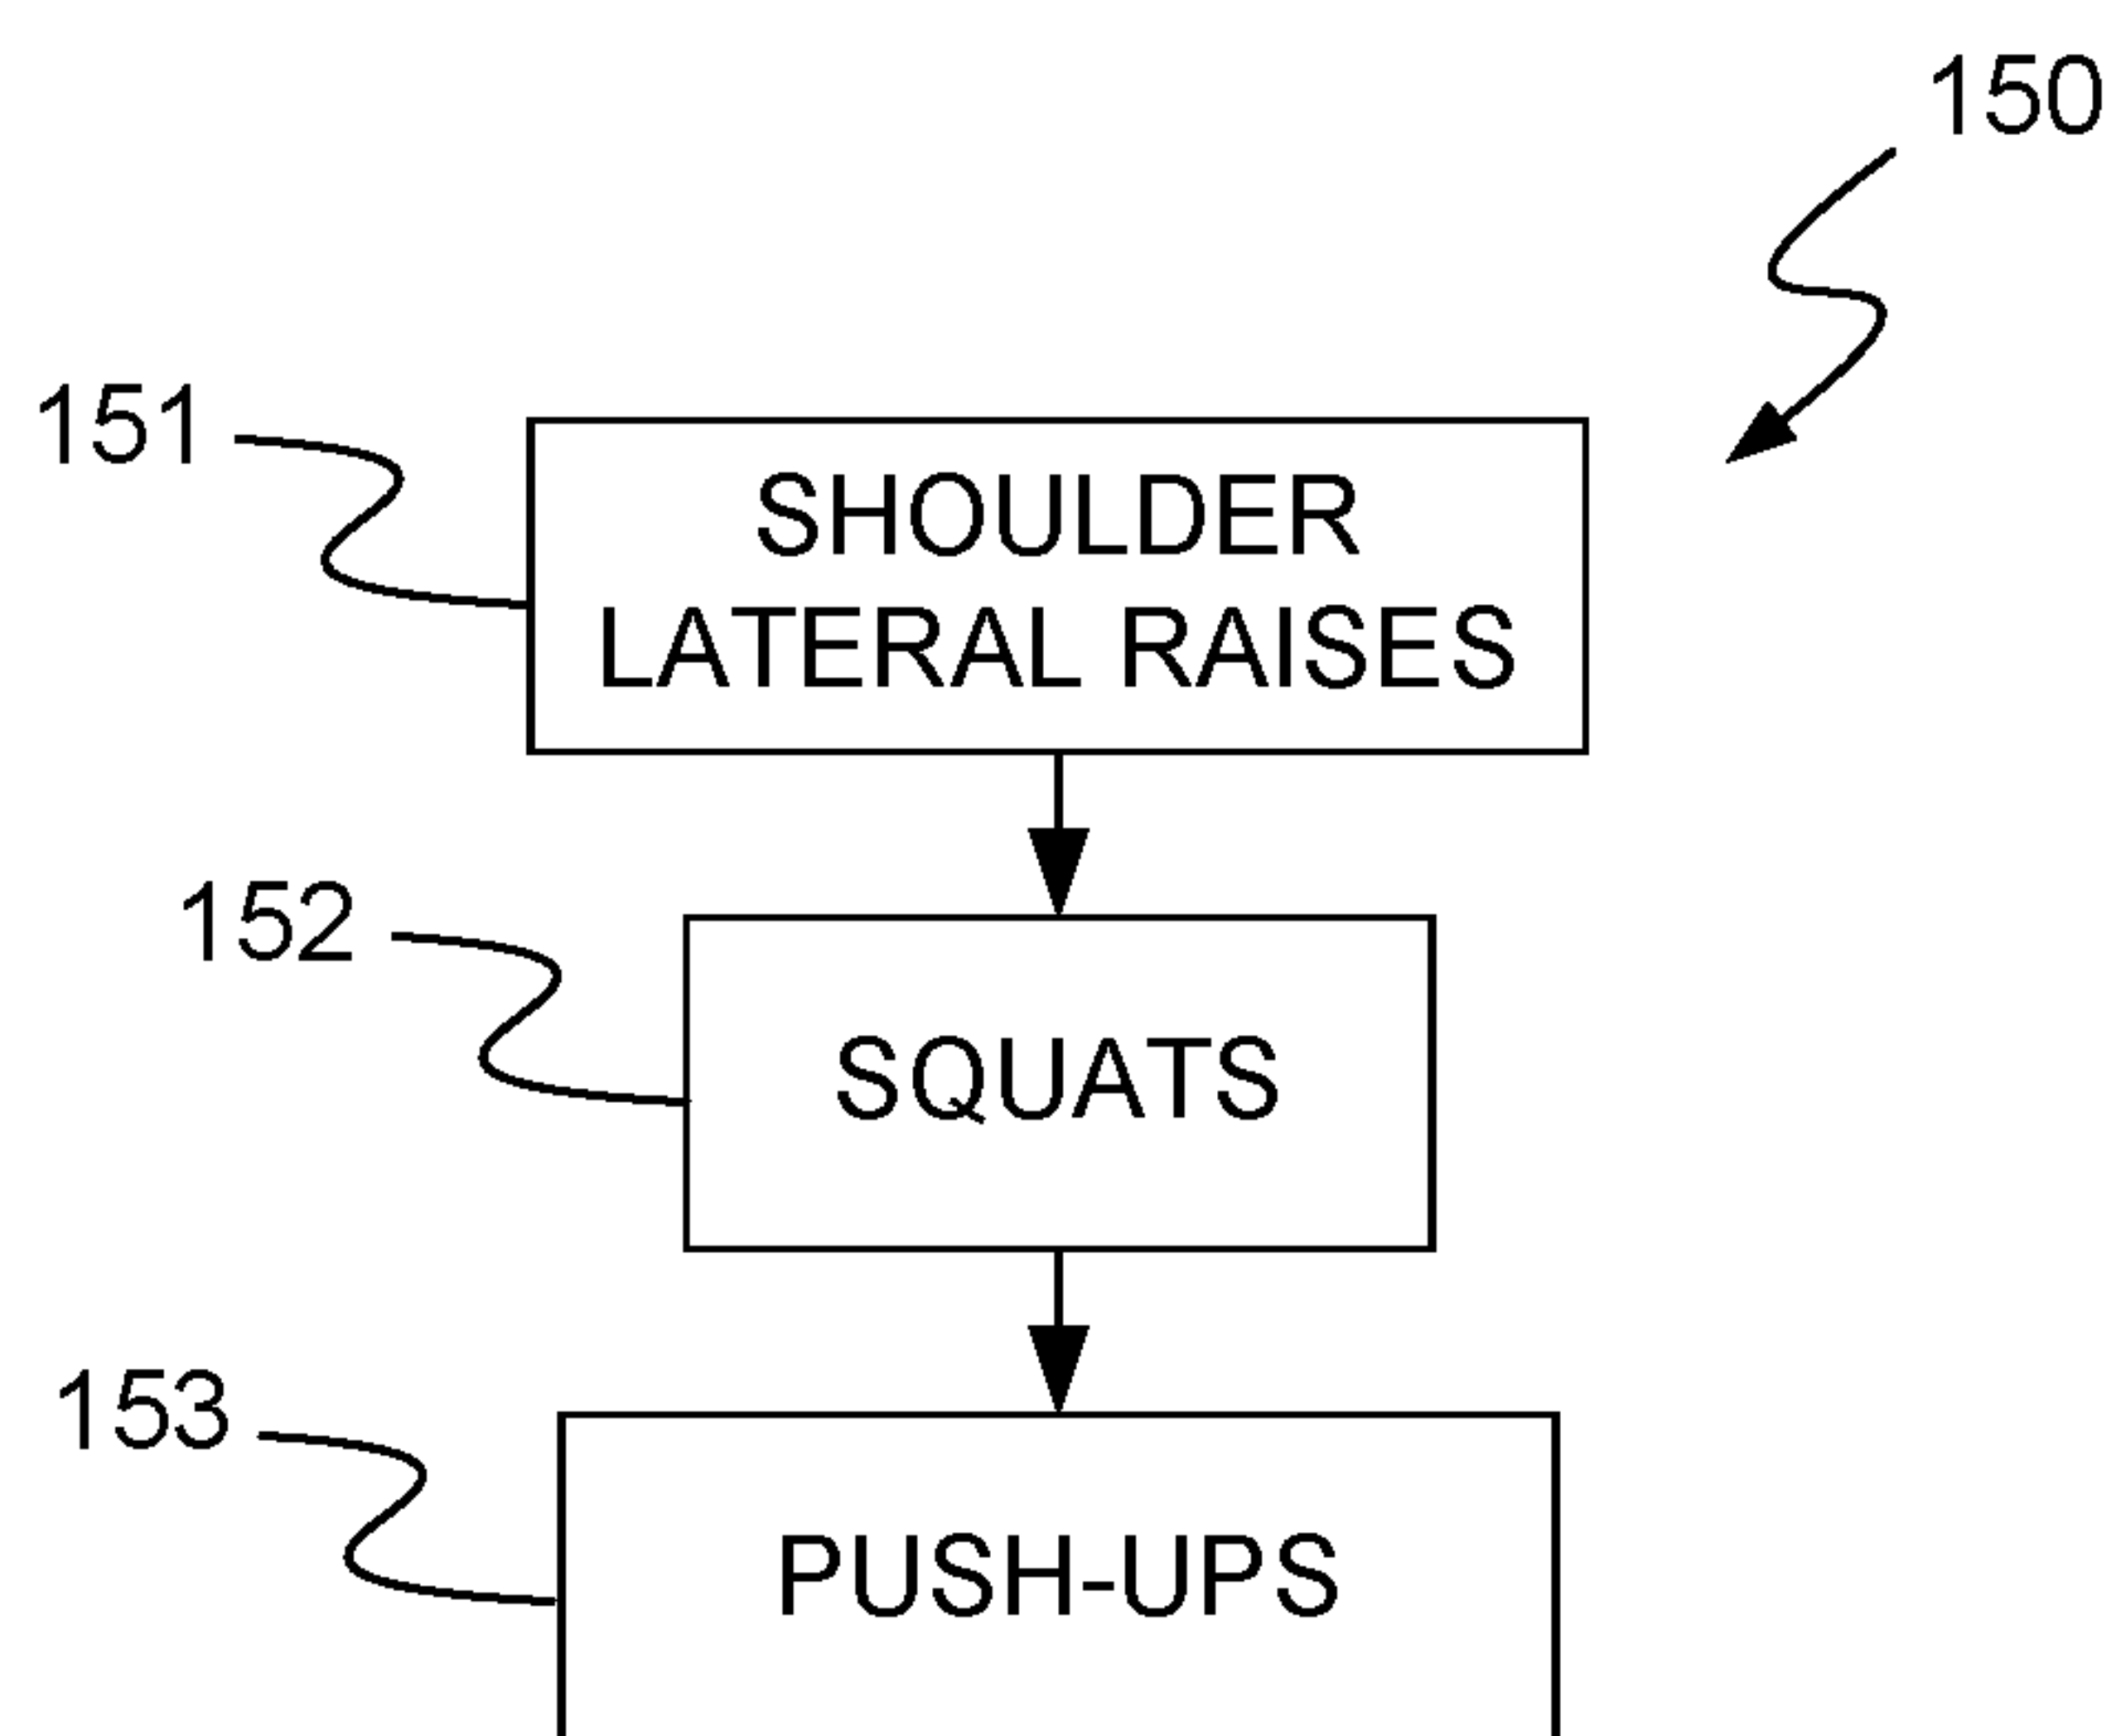 150
151
SHOULDER
LATERAL RAISES
152
SQUATS
153
PUSH-UPS